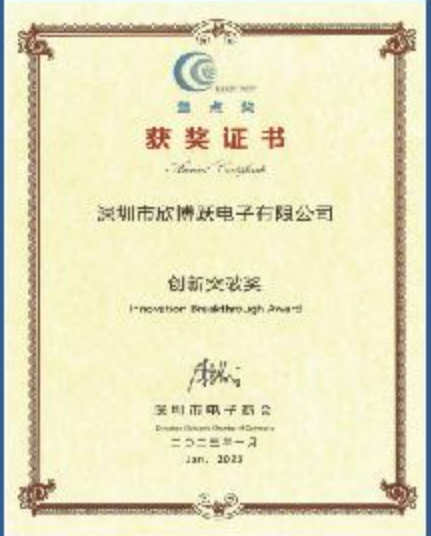 获奖证书
Award Certificate
深圳市欣博跃电子有限公司
创新突破奖
Innovation Breakthrough Award
深圳市电子商会
二〇二三年一月
Jan. 2023